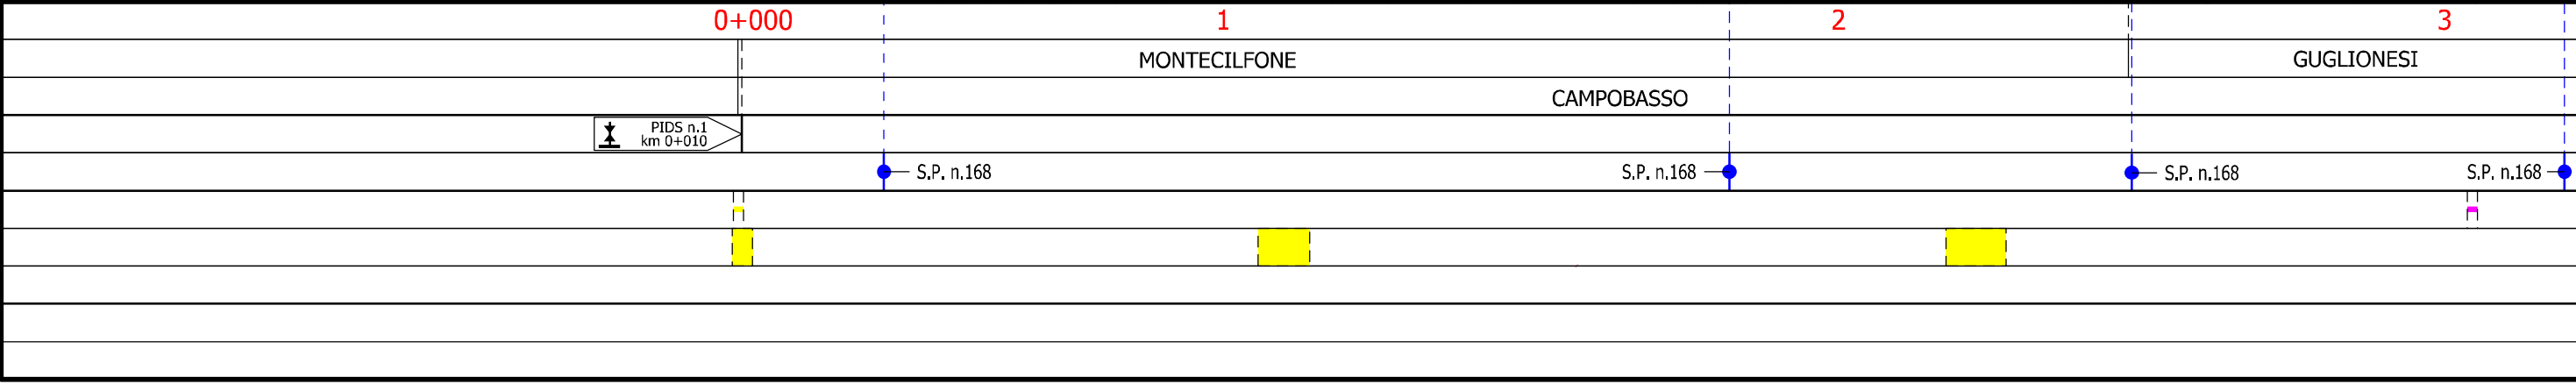 0+000 1 2 3
MONTECILFONE GUGLIONESI
CAMPOBASSO
PIDS n.1
km 0+010
S.P. n.168 S.P. n.168 S.P. n.168 S.P. n.168